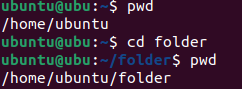 ubuntu@ubu:~$ pwd
/home/ubuntu
ubuntu@ubu:~$ cd folder
ubuntu@ubu:~/folder$ pwd
/home/ubuntu/folder